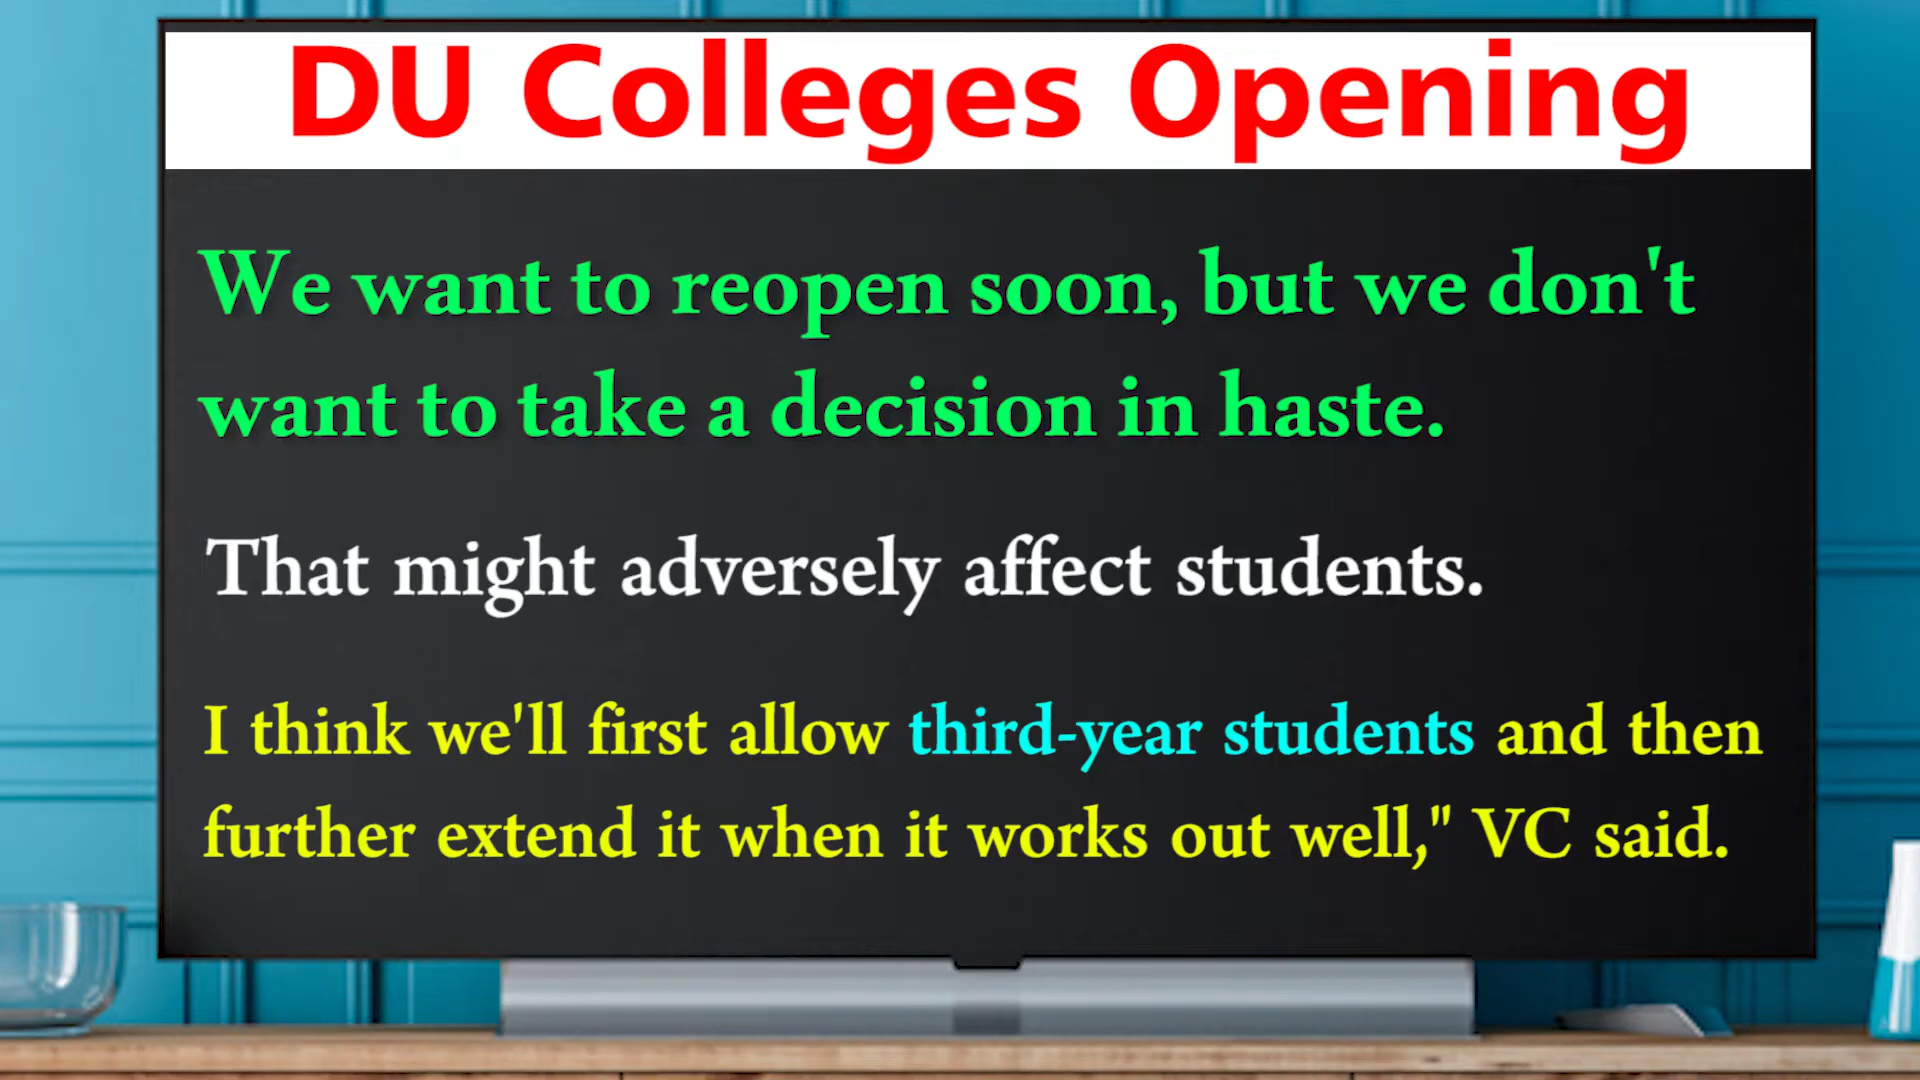 DU Colleges Opening
We want to reopen soon, but we don't
want to take a decision in haste.
That might adversely affect students.
I think we'll first allow third-year students and then
further extend it when it works out well," VC said.